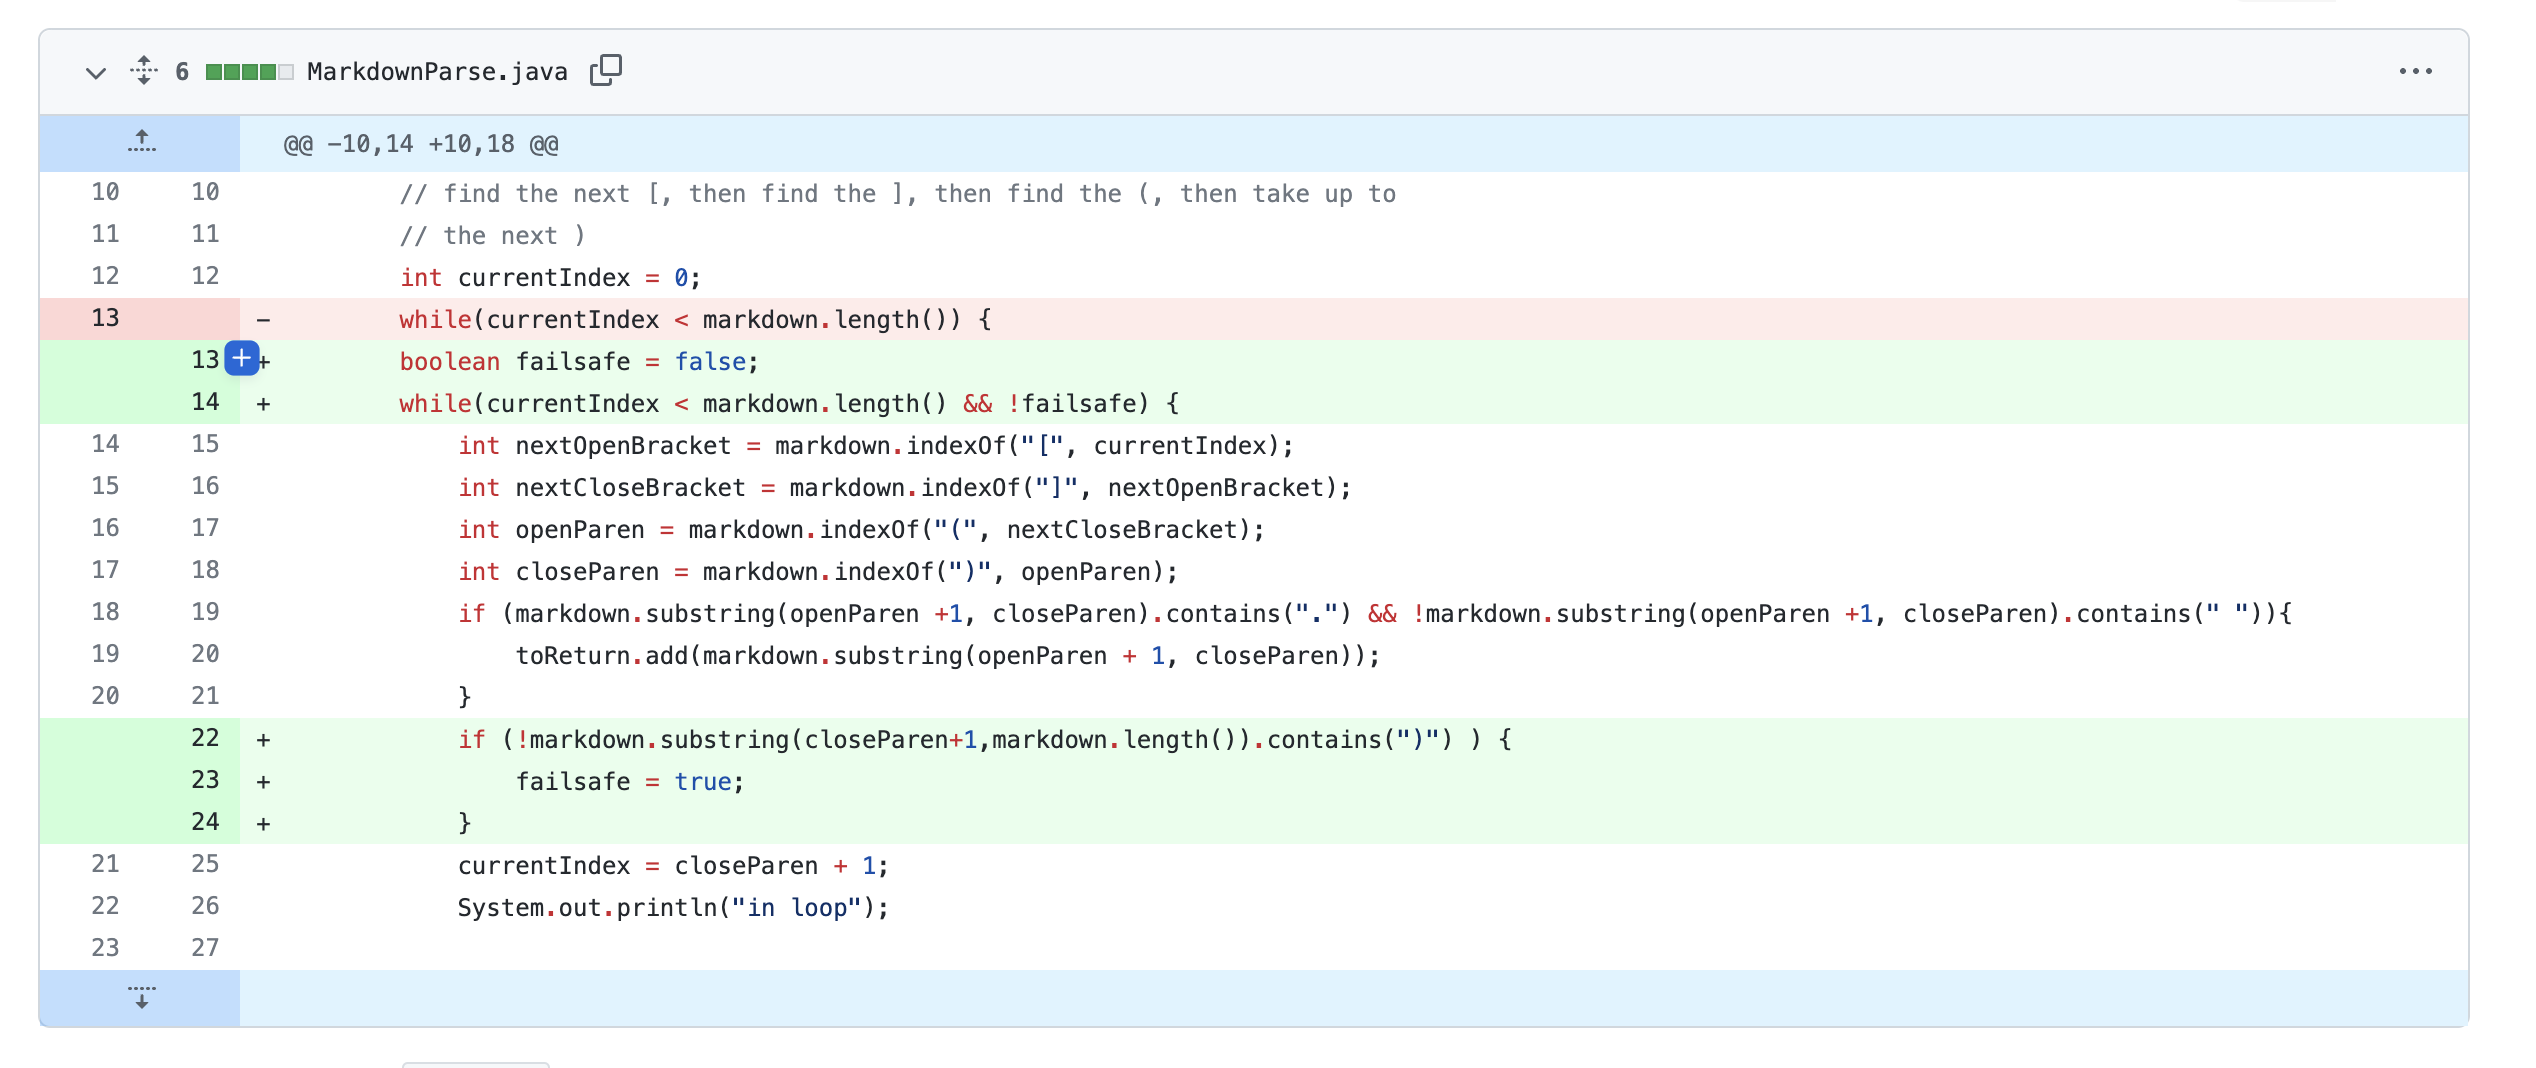 6 MarkdownParse.java
@@ -10,14 +10,18 @@
10 10 // find the next [, then find the ], then find the (, then take up to
11 11 // the next )
12 12 int currentIndex = 0;
13 - while(currentIndex < markdown.length()) {
13 + boolean failsafe = false;
14 + while(currentIndex < markdown.length() && !failsafe) {
14 15 int nextOpenBracket = markdown.indexOf("[", currentIndex);
15 16 int nextCloseBracket = markdown.indexOf("]", nextOpenBracket);
16 17 int openParen = markdown.indexOf("(", nextCloseBracket);
17 18 int closeParen = markdown.indexOf(")", openParen);
18 19 if (markdown.substring(openParen +1, closeParen).contains(".") && !markdown.substring(openParen +1, closeParen).contains(" ")){
19 20 toReturn.add(markdown.substring(openParen + 1, closeParen));
20 21 }
22 + if (!markdown.substring(closeParen+1,markdown.length()).contains(")") ) {
23 + failsafe = true;
24 + }
21 25 currentIndex = closeParen + 1;
22 26 System.out.println("in loop");
23 27